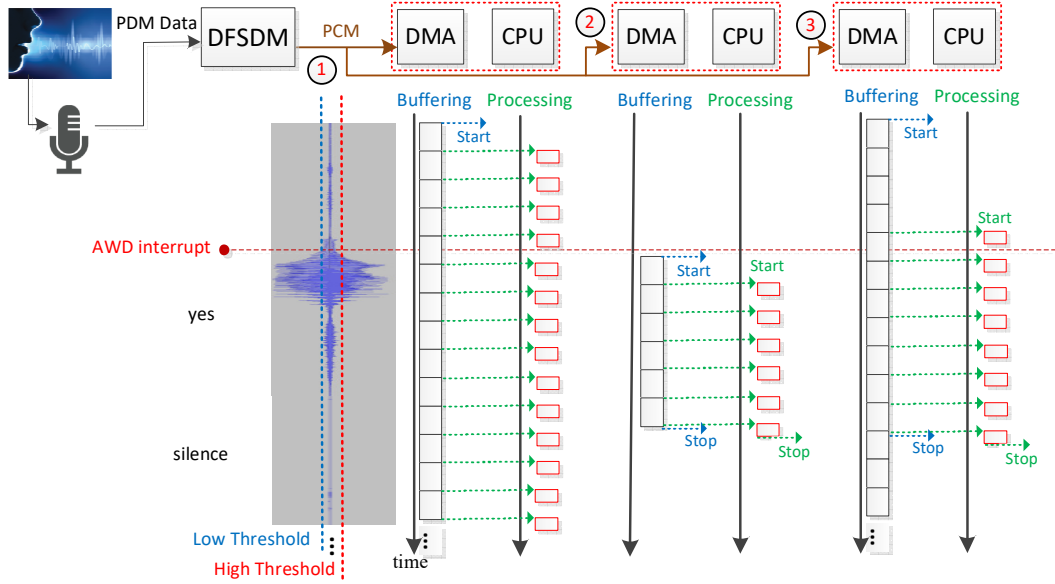 PDM Data
DFSDM
PCM
1
DMA
CPU
2
DMA
CPU
3
DMA
CPU
Buffering
Processing
Start
Buffering
Processing
Buffering
Processing
Start
Start
AWD interrupt
Start
Start
yes
silence
Stop
Stop
Stop
Stop
Low Threshold
High Threshold
time